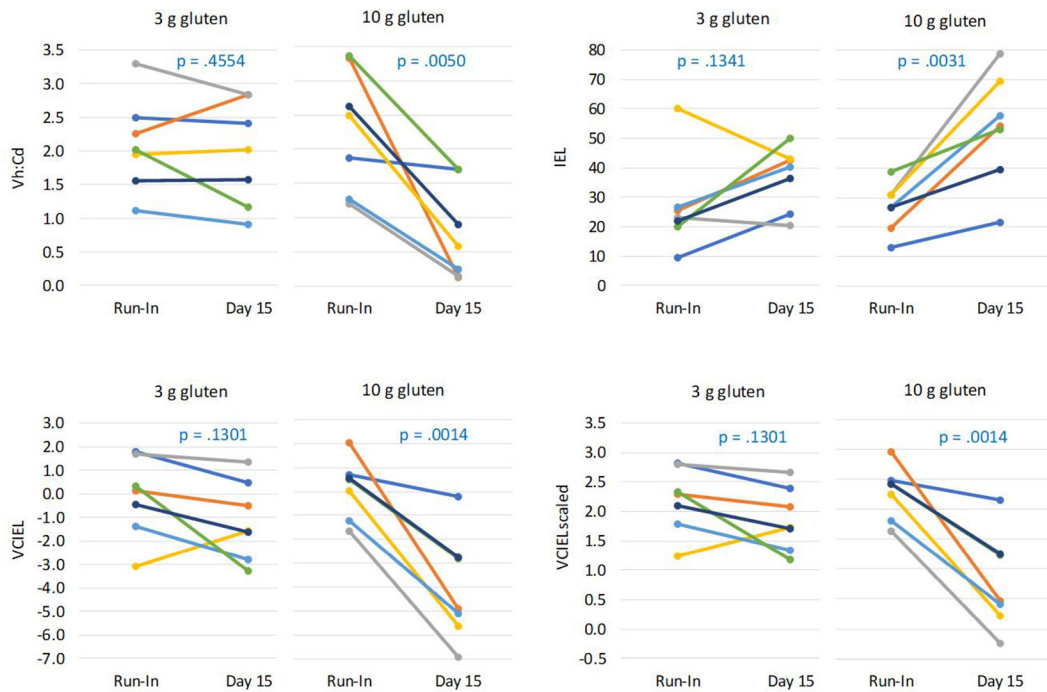 3 g gluten
10 g gluten
p = .4554
p = .0050
Vh:Cd
3.5
3.0
2.5
2.0
1.5
1.0
0.5
0.0
Run-In
Day 15
Run-In
Day 15
3 g gluten
10 g gluten
p = .1341
p = .0031
IEL
80
70
60
50
40
30
20
10
0
Run-In
Day 15
Run-In
Day 15
3 g gluten
10 g gluten
p = .1301
p = .0014
VCIEL
3.0
2.0
1.0
0.0
-1.0
-2.0
-3.0
-4.0
-5.0
-6.0
-7.0
Run-In
Day 15
Run-In
Day 15
3 g gluten
10 g gluten
p = .1301
p = .0014
VCIELscaled
3.5
3.0
2.5
2.0
1.5
1.0
0.5
0.0
-0.5
Run-In
Day 15
Run-In
Day 15